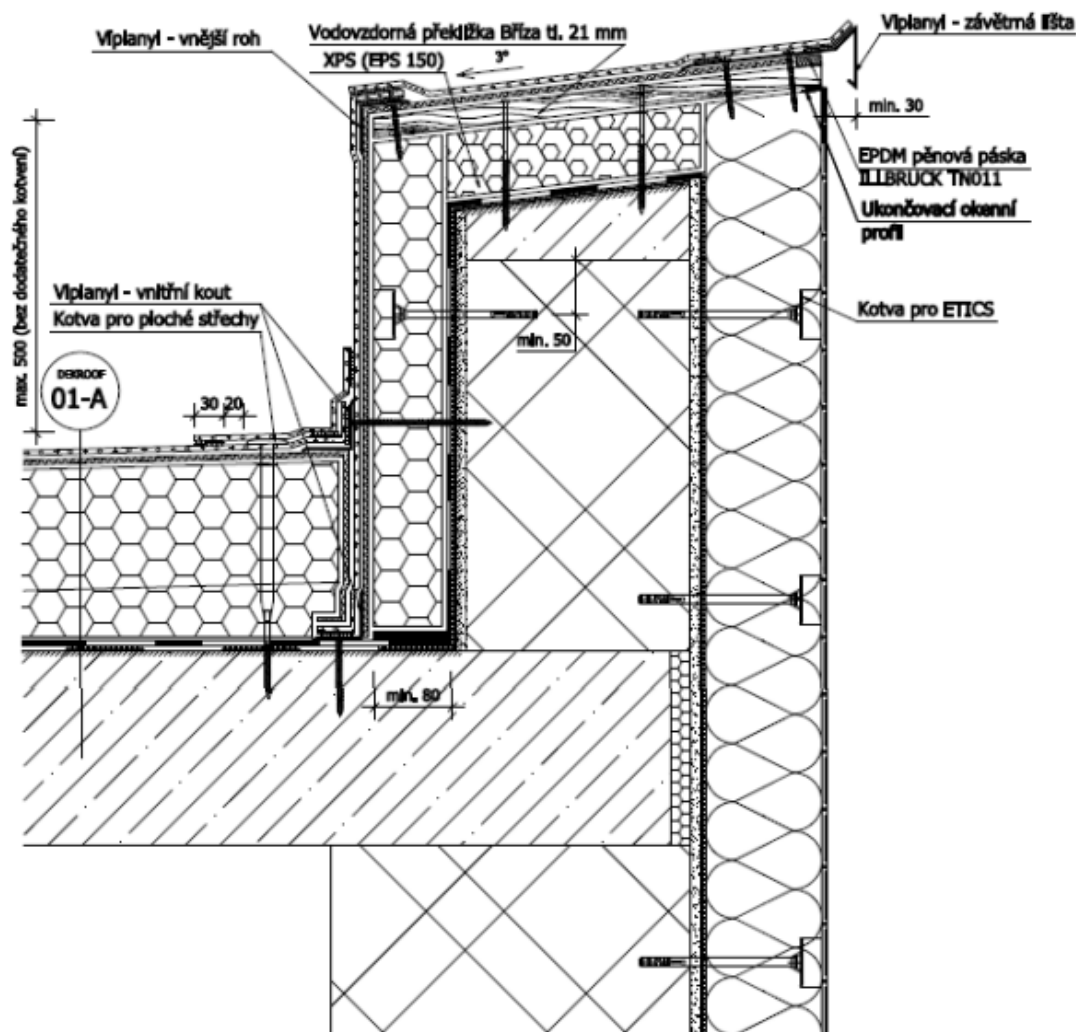 Viplanyl - vnější roh
Vodovzdorná překližka Bříza tl. 21 mm
XPS (EPS 150)
3°
Viplanyl - závětrná lišta
min. 30
EPDM pěnová páska
ILLBRUCK TN011
Ukončovací okenní
profil
max. 500 (bez dodatečného kotvení)
Viplanyl - vnitřní kout
Kotva pro ploché střechy
Kotva pro ETICS
min. 50
DEKROOF
01-A
30
20
min. 80